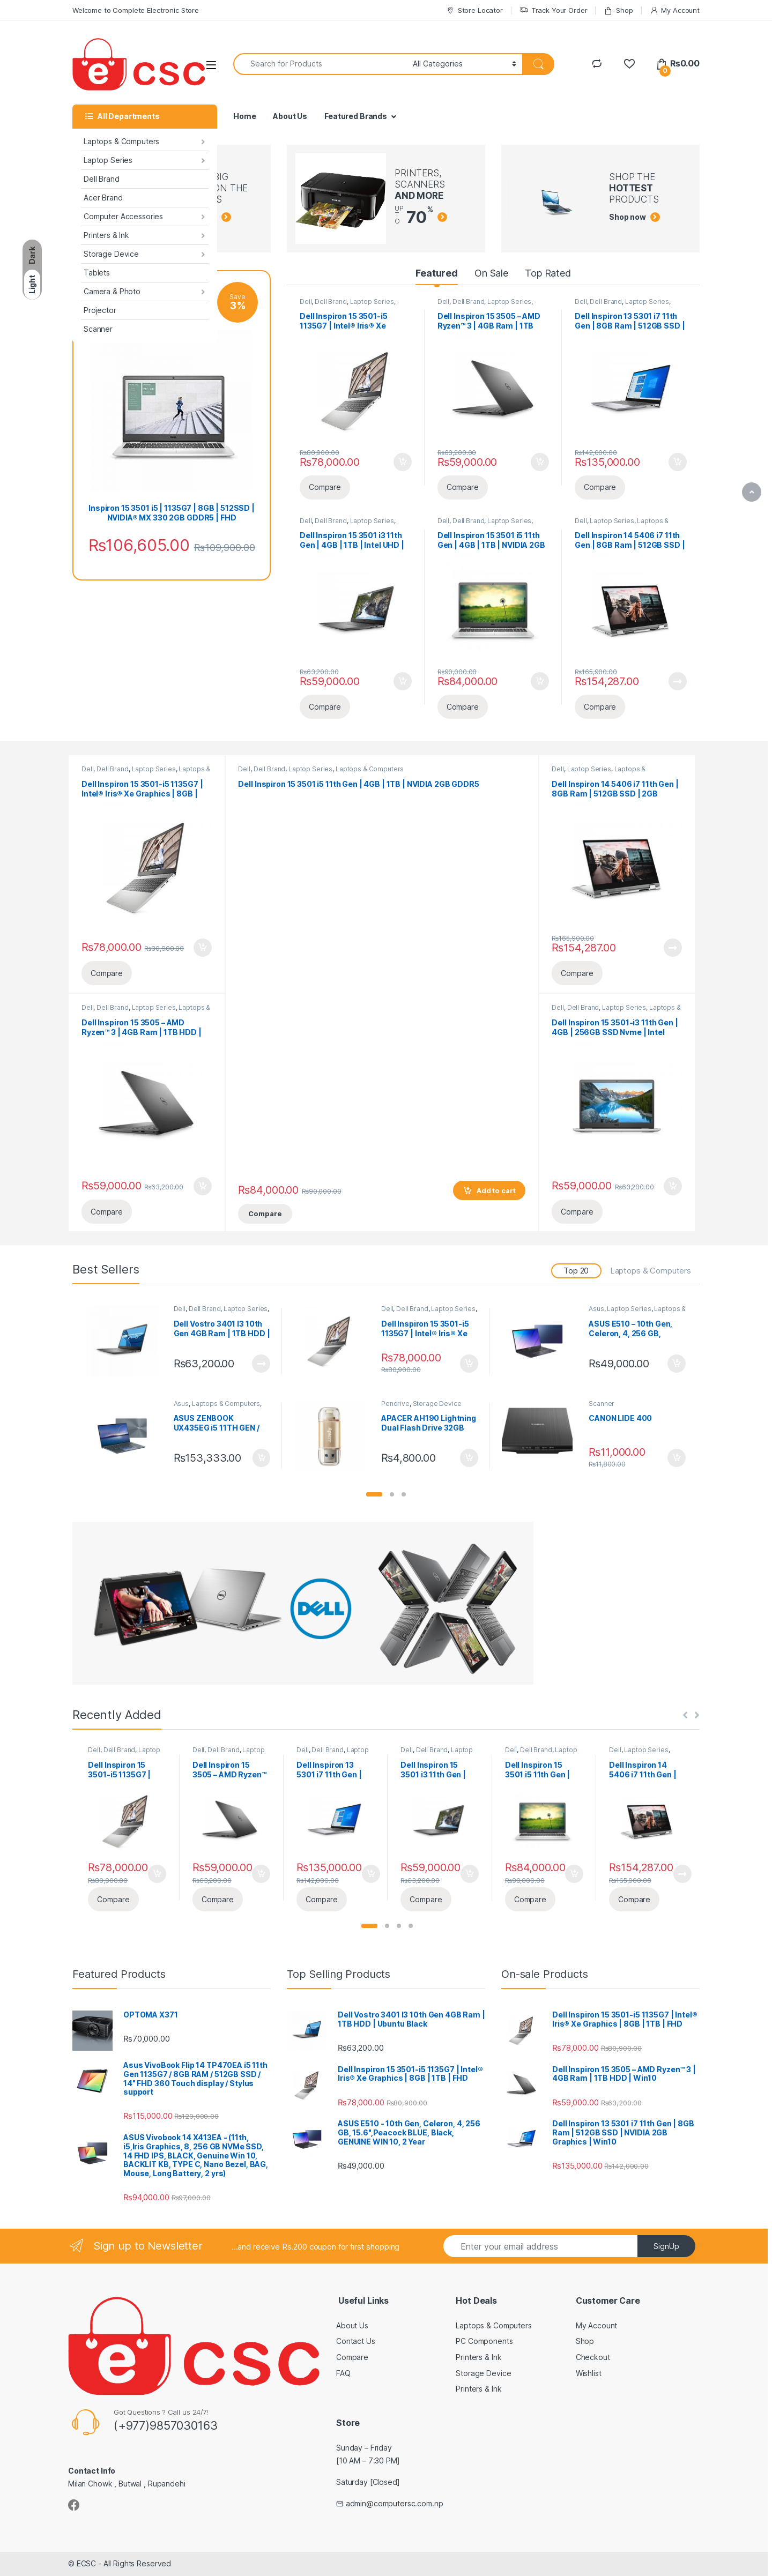 Welcome to Complete Electronic Store
Store Locator
Track Your Order
Shop
My Account
e csc
Search for Products
All Categories
0
₨0.00
All Departments
Home
About Us
Featured Brands
Laptops & Computers
Laptop Series
Dell Brand
Acer Brand
Computer Accessories
Printers & Ink
Storage Device
Tablets
Camera & Photo
Projector
Scanner
Dark
Light
BIG
ON THE
S
PRINTERS,
SCANNERS
AND MORE
UP
TO
70%
SHOP THE
HOTTEST
PRODUCTS
Shop now
Save
3%
Inspiron 15 3501 i5 | 1135G7 | 8GB | 512SSD |
NVIDIA® MX 330 2GB GDDR5 | FHD
₨106,605.00 ₨109,900.00
Featured
On Sale
Top Rated
Dell, Dell Brand, Laptop Series,
Dell Inspiron 15 3501-i5
1135G7 | Intel® Iris® Xe
₨80,900.00
₨78,000.00
Compare
Dell, Dell Brand, Laptop Series,
Dell Inspiron 15 3505 – AMD
Ryzen™ 3 | 4GB Ram | 1TB
₨63,200.00
₨59,000.00
Compare
Dell, Dell Brand, Laptop Series,
Dell Inspiron 13 5301 i7 11th
Gen | 8GB Ram | 512GB SSD |
₨142,000.00
₨135,000.00
Compare
Dell, Dell Brand, Laptop Series,
Dell Inspiron 15 3501 i3 11th
Gen | 4GB | 1TB | Intel UHD |
₨63,200.00
₨59,000.00
Compare
Dell, Dell Brand, Laptop Series,
Dell Inspiron 15 3501 i5 11th
Gen | 4GB | 1TB | NVIDIA 2GB
₨90,000.00
₨84,000.00
Compare
Dell, Laptop Series, Laptops &
Dell Inspiron 14 5406 i7 11th
Gen | 8GB Ram | 512GB SSD |
₨165,900.00
₨154,287.00
Compare
Dell, Dell Brand, Laptop Series, Laptops &
Dell Inspiron 15 3501-i5 1135G7 |
Intel® Iris® Xe Graphics | 8GB |
₨78,000.00 ₨80,900.00
Compare
Dell, Dell Brand, Laptop Series, Laptops &
Dell Inspiron 15 3505 – AMD
Ryzen™ 3 | 4GB Ram | 1TB HDD |
₨59,000.00 ₨63,200.00
Compare
Dell, Dell Brand, Laptop Series, Laptops & Computers
Dell Inspiron 15 3501 i5 11th Gen | 4GB | 1TB | NVIDIA 2GB GDDR5
₨84,000.00 ₨90,000.00
Add to cart
Compare
Dell, Laptop Series, Laptops &
Dell Inspiron 14 5406 i7 11th Gen |
8GB Ram | 512GB SSD | 2GB
₨165,900.00
₨154,287.00
Compare
Dell, Dell Brand, Laptop Series, Laptops &
Dell Inspiron 15 3501-i3 11th Gen |
4GB | 256GB SSD Nvme | Intel
₨59,000.00 ₨63,200.00
Compare
Best Sellers
Top 20
Laptops & Computers
Dell, Dell Brand, Laptop Series,
Dell Vostro 3401 I3 10th
Gen 4GB Ram | 1TB HDD |
₨63,200.00
Dell, Dell Brand, Laptop Series,
Dell Inspiron 15 3501-i5
1135G7 | Intel® Iris® Xe
₨78,000.00
₨80,900.00
Asus, Laptop Series, Laptops &
ASUS E510 – 10th Gen,
Celeron, 4, 256 GB,
₨49,000.00
Asus, Laptops & Computers,
ASUS ZENBOOK
UX435EG i5 11TH GEN /
₨153,333.00
Pendrive, Storage Device
APACER AH190 Lightning
Dual Flash Drive 32GB
₨4,800.00
Scanner
CANON LIDE 400
₨11,000.00
₨11,800.00
DELL
Recently Added
Dell, Dell Brand, Laptop
Dell Inspiron 15
3501-i5 1135G7 |
₨78,000.00
₨80,900.00
Compare
Dell, Dell Brand, Laptop
Dell Inspiron 15
3505 – AMD Ryzen™
₨59,000.00
₨63,200.00
Compare
Dell, Dell Brand, Laptop
Dell Inspiron 13
5301 i7 11th Gen |
₨135,000.00
₨142,000.00
Compare
Dell, Dell Brand, Laptop
Dell Inspiron 15
3501 i3 11th Gen |
₨59,000.00
₨63,200.00
Compare
Dell, Dell Brand, Laptop
Dell Inspiron 15
3501 i5 11th Gen |
₨84,000.00
₨90,000.00
Compare
Dell, Laptop Series,
Dell Inspiron 14
5406 i7 11th Gen |
₨154,287.00
₨165,900.00
Compare
Featured Products
OPTOMA X371
₨70,000.00
Asus VivoBook Flip 14 TP470EA i5 11th
Gen 1135G7 / 8GB RAM / 512GB SSD /
14" FHD 360 Touch display / Stylus
support
₨115,000.00 ₨120,000.00
ASUS Vivobook 14 X413EA - (11th,
i5,Iris Graphics, 8, 256 GB NVMe SSD,
14 FHD IPS, BLACK, Genuine Win 10,
BACKLIT KB, TYPE C, Nano Bezel, BAG,
Mouse, Long Battery, 2 yrs)
₨94,000.00 ₨97,000.00
Top Selling Products
Dell Vostro 3401 I3 10th Gen 4GB Ram |
1TB HDD | Ubuntu Black
₨63,200.00
Dell Inspiron 15 3501-i5 1135G7 | Intel®
Iris® Xe Graphics | 8GB | 1TB | FHD
₨78,000.00 ₨80,900.00
ASUS E510 - 10th Gen, Celeron, 4, 256
GB, 15.6",Peacock BLUE, Black,
GENUINE WIN 10, 2 Year
₨49,000.00
On-sale Products
Dell Inspiron 15 3501-i5 1135G7 | Intel®
Iris® Xe Graphics | 8GB | 1TB | FHD
₨78,000.00 ₨80,900.00
Dell Inspiron 15 3505 – AMD Ryzen™ 3 |
4GB Ram | 1TB HDD | Win10
₨59,000.00 ₨63,200.00
Dell Inspiron 13 5301 i7 11th Gen | 8GB
Ram | 512GB SSD | NVIDIA 2GB
Graphics | Win10
₨135,000.00 ₨142,000.00
Sign up to Newsletter
...and receive Rs.200 coupon for first shopping
Enter your email address
SignUp
e csc
Got Questions ? Call us 24/7!
(+977)9857030163
Contact Info
Milan Chowk , Butwal , Rupandehi
Useful Links
About Us
Contact Us
Compare
FAQ
Hot Deals
Laptops & Computers
PC Components
Printers & Ink
Storage Device
Printers & Ink
Customer Care
My Account
Shop
Checkout
Wishlist
Store
Sunday – Friday
[10 AM – 7:30 PM]
Saturday [Closed]
admin@computersc.com.np
© ECSC - All Rights Reserved